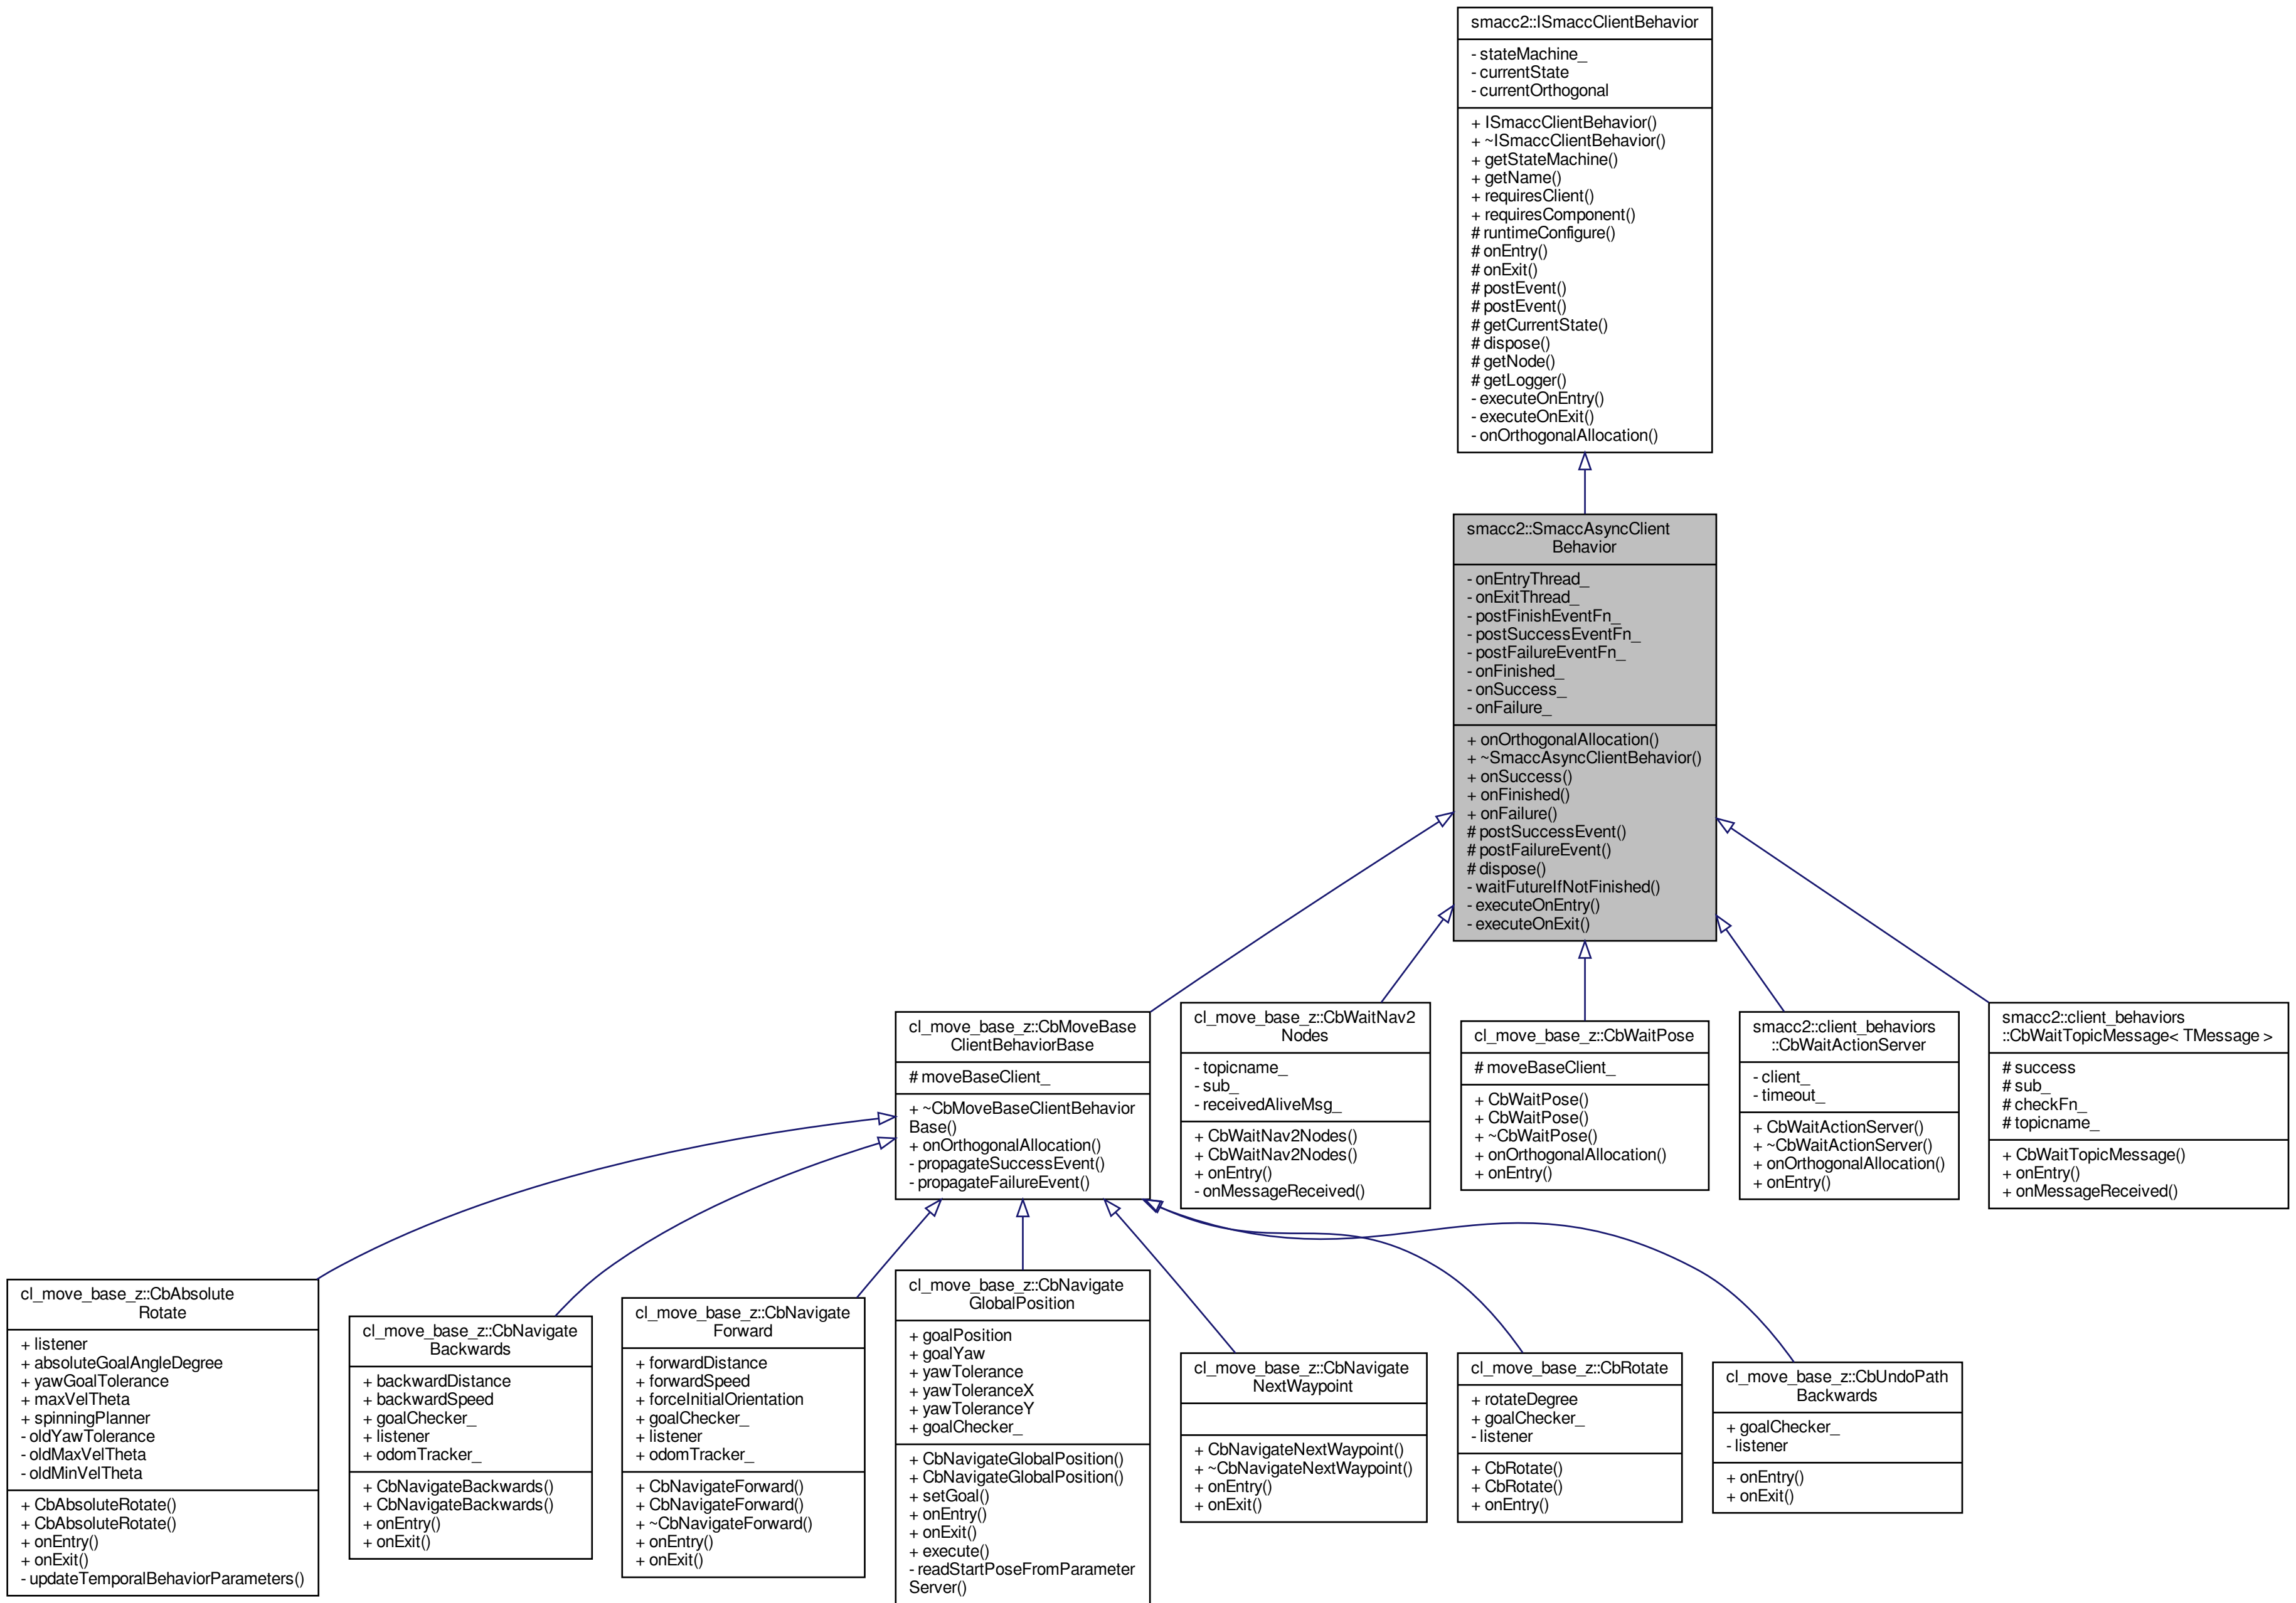 smacc2::ISmaccClientBehavior
- stateMachine_
- currentState
- currentOrthogonal
+ ISmaccClientBehavior()
+ ~ISmaccClientBehavior()
+ getStateMachine()
+ getName()
+ requiresClient()
+ requiresComponent()
# runtimeConfigure()
# onEntry()
# onExit()
# postEvent()
# postEvent()
# getCurrentState()
# dispose()
# getNode()
# getLogger()
- executeOnEntry()
- executeOnExit()
- onOrthogonalAllocation()
smacc2::SmaccAsyncClient
Behavior
- onEntryThread_
- onExitThread_
- postFinishEventFn_
- postSuccessEventFn_
- postFailureEventFn_
- onFinished_
- onSuccess_
- onFailure_
+ onOrthogonalAllocation()
+ ~SmaccAsyncClientBehavior()
+ onSuccess()
+ onFinished()
+ onFailure()
# postSuccessEvent()
# postFailureEvent()
# dispose()
- waitFutureIfNotFinished()
- executeOnEntry()
- executeOnExit()
cl_move_base_z::CbMoveBase
ClientBehaviorBase
# moveBaseClient_
+ ~CbMoveBaseClientBehavior
Base()
+ onOrthogonalAllocation()
- propagateSuccessEvent()
- propagateFailureEvent()
cl_move_base_z::CbWaitNav2
Nodes
- topicname_
- sub_
- receivedAliveMsg_
+ CbWaitNav2Nodes()
+ CbWaitNav2Nodes()
+ onEntry()
- onMessageReceived()
cl_move_base_z::CbWaitPose
# moveBaseClient_
+ CbWaitPose()
+ CbWaitPose()
+ ~CbWaitPose()
+ onOrthogonalAllocation()
+ onEntry()
smacc2::client_behaviors
::CbWaitActionServer
- client_
- timeout_
+ CbWaitActionServer()
+ ~CbWaitActionServer()
+ onOrthogonalAllocation()
+ onEntry()
smacc2::client_behaviors
::CbWaitTopicMessage< TMessage >
# success
# sub_
# checkFn_
# topicname_
+ CbWaitTopicMessage()
+ onEntry()
+ onMessageReceived()
cl_move_base_z::CbAbsolute
Rotate
+ listener
+ absoluteGoalAngleDegree
+ yawGoalTolerance
+ maxVelTheta
+ spinningPlanner
- oldYawTolerance
- oldMaxVelTheta
- oldMinVelTheta
+ CbAbsoluteRotate()
+ CbAbsoluteRotate()
+ onEntry()
+ onExit()
- updateTemporalBehaviorParameters()
cl_move_base_z::CbNavigate
Backwards
+ backwardDistance
+ backwardSpeed
+ goalChecker_
+ listener
+ odomTracker_
+ CbNavigateBackwards()
+ CbNavigateBackwards()
+ onEntry()
+ onExit()
cl_move_base_z::CbNavigate
Forward
+ forwardDistance
+ forwardSpeed
+ forceInitialOrientation
+ goalChecker_
+ listener
+ odomTracker_
+ CbNavigateForward()
+ CbNavigateForward()
+ ~CbNavigateForward()
+ onEntry()
+ onExit()
cl_move_base_z::CbNavigate
GlobalPosition
+ goalPosition
+ goalYaw
+ yawTolerance
+ yawToleranceX
+ yawToleranceY
+ goalChecker_
+ CbNavigateGlobalPosition()
+ CbNavigateGlobalPosition()
+ setGoal()
+ onEntry()
+ onExit()
+ execute()
- readStartPoseFromParameter
Server()
cl_move_base_z::CbNavigate
NextWaypoint
+ CbNavigateNextWaypoint()
+ ~CbNavigateNextWaypoint()
+ onEntry()
+ onExit()
cl_move_base_z::CbRotate
+ rotateDegree
+ goalChecker_
- listener
+ CbRotate()
+ CbRotate()
+ onEntry()
cl_move_base_z::CbUndoPath
Backwards
+ goalChecker_
- listener
+ onEntry()
+ onExit()